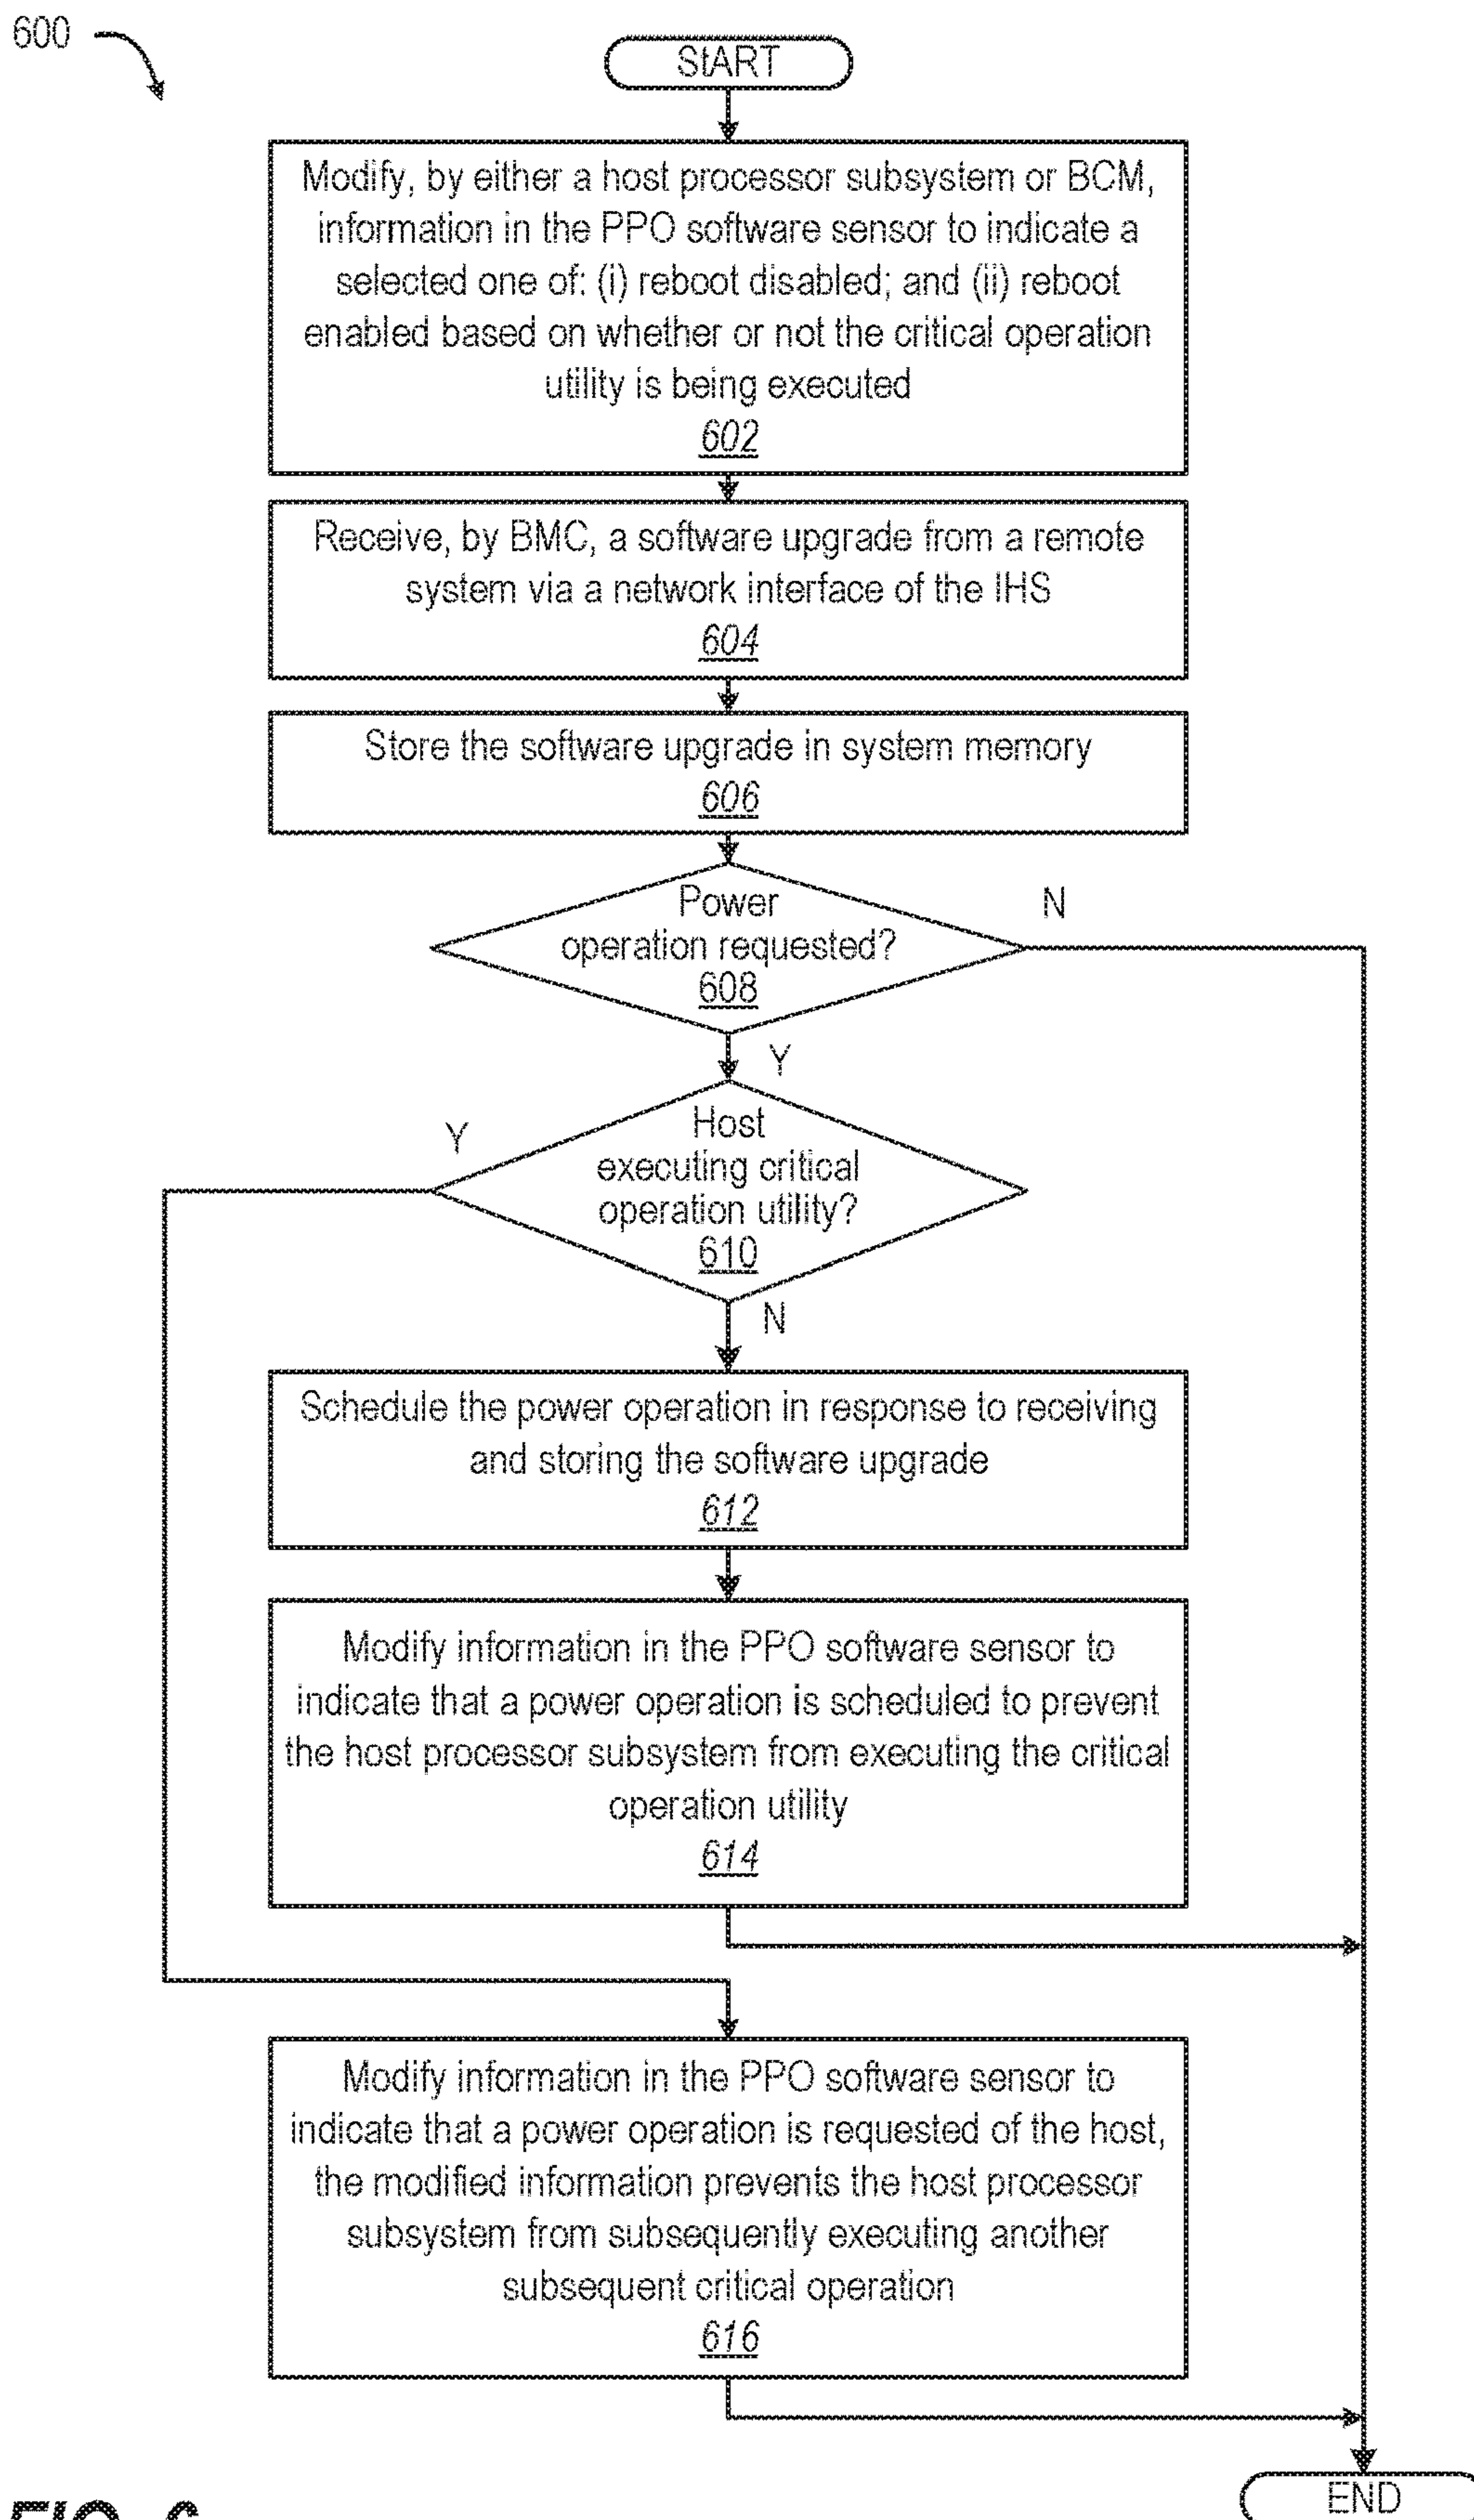 600
StART
Modify, by either a host processor subsystem or BCM,
information in the PPO software sensor to indicate a
selected one of: (i) reboot disabled; and (ii) reboot
enabled based on whether or not the critical operation
utility is being executed
602
Receive, by BMC, a software upgrade from a remote
system via a network interface of the IHS
604
Store the software upgrade in system memory
606
Power
operation requested?
608
N
Y
Host
executing critical
operation utility?
610
Y
N
Schedule the power operation in response to receiving
and storing the software upgrade
612
Modify information in the PPO software sensor to
indicate that a power operation is scheduled to prevent
the host processor subsystem from executing the critical
operation utility
614
Modify information in the PPO software sensor to
indicate that a power operation is requested of the host,
the modified information prevents the host processor
subsystem from subsequently executing another
subsequent critical operation
616
END